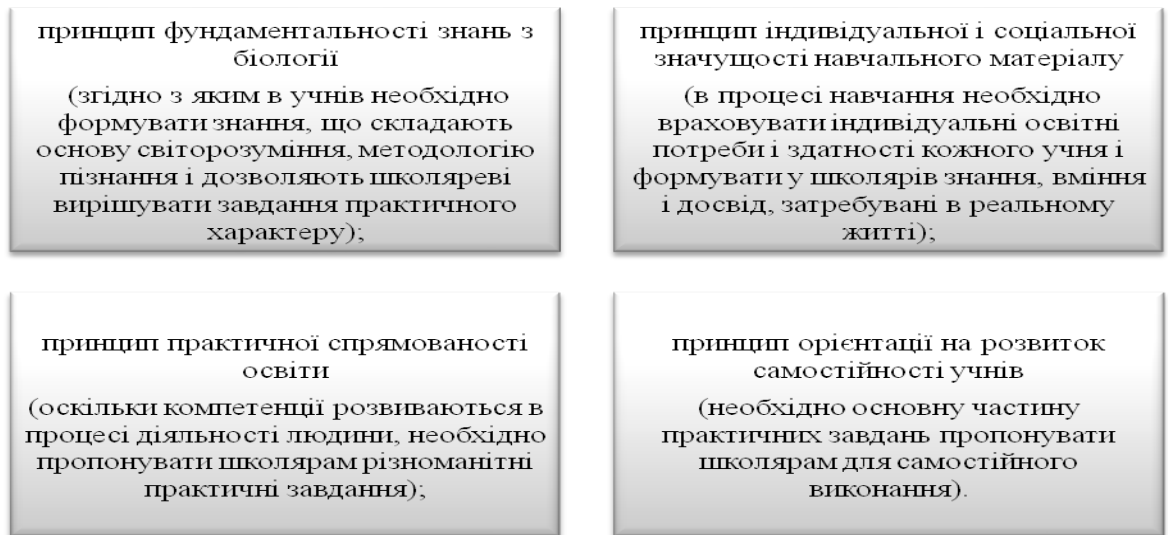 принцип фундаментальності знань з
біології
(згідно з яким в учнів необхідно
формувати знання, що складають
основу світорозуміння, методологію
пізнання і дозволяють школяреві
вирішувати завдання практичного
характеру);
принцип індивідуальної і соціальної
значущості навчального матеріалу
(в процесі навчання необхідно
враховувати індивідуальні освітні
потреби і здатності кожного учня і
формувати у школярів знання, вміння
і досвід, затребувані в реальному
житті);
принцип практичної спрямованості
освіти
(оскільки компетенції розвиваються в
процесі діяльності людини, необхідно
пропонувати школярам різноманітні
практичні завдання);
принцип орієнтації на розвиток
самостійності учнів
(необхідно основну частину
практичних завдань пропонувати
школярам для самостійного
виконання).